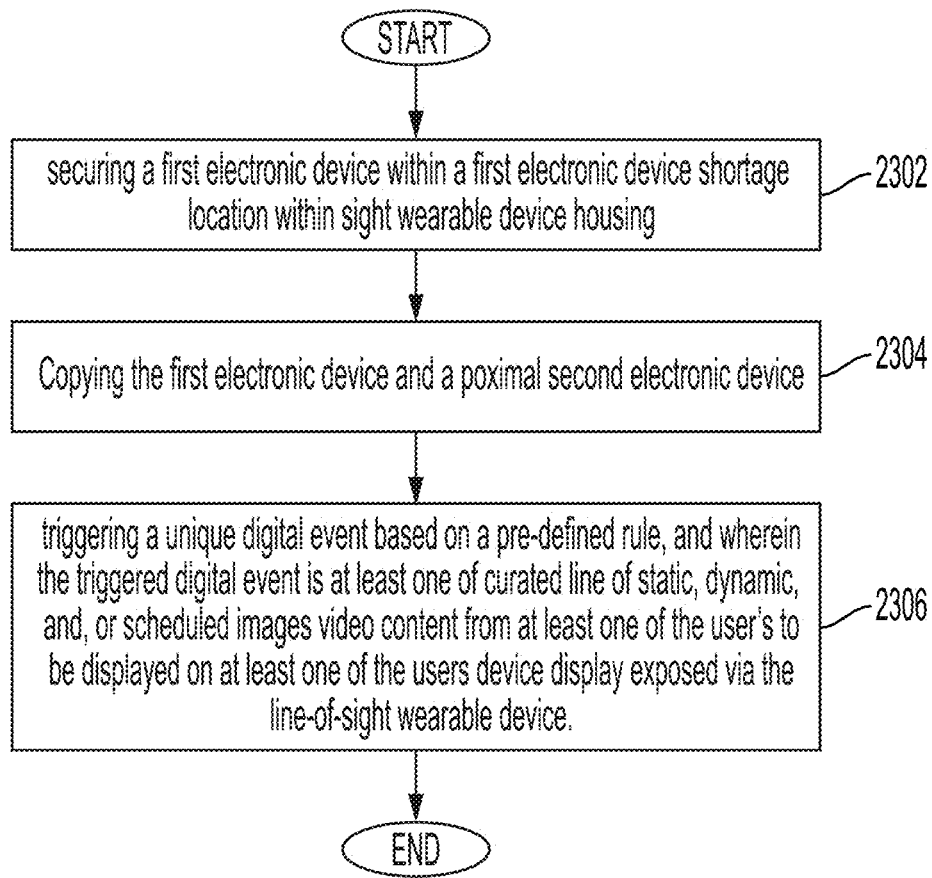 START
securing a first electronic device within a first electronic device shortage
location within sight wearable device housing
2302
Copying the first electronic device and a poximal second electronic device
2304
triggering a unique digital event based on a pre-defined rule, and wherein
the triggered digital event is at least one of curated line of static, dynamic,
and, or scheduled images video content from at least one of the user's to
be displayed on at least one of the users device display exposed via the
line-of-sight wearable device.
2306
END